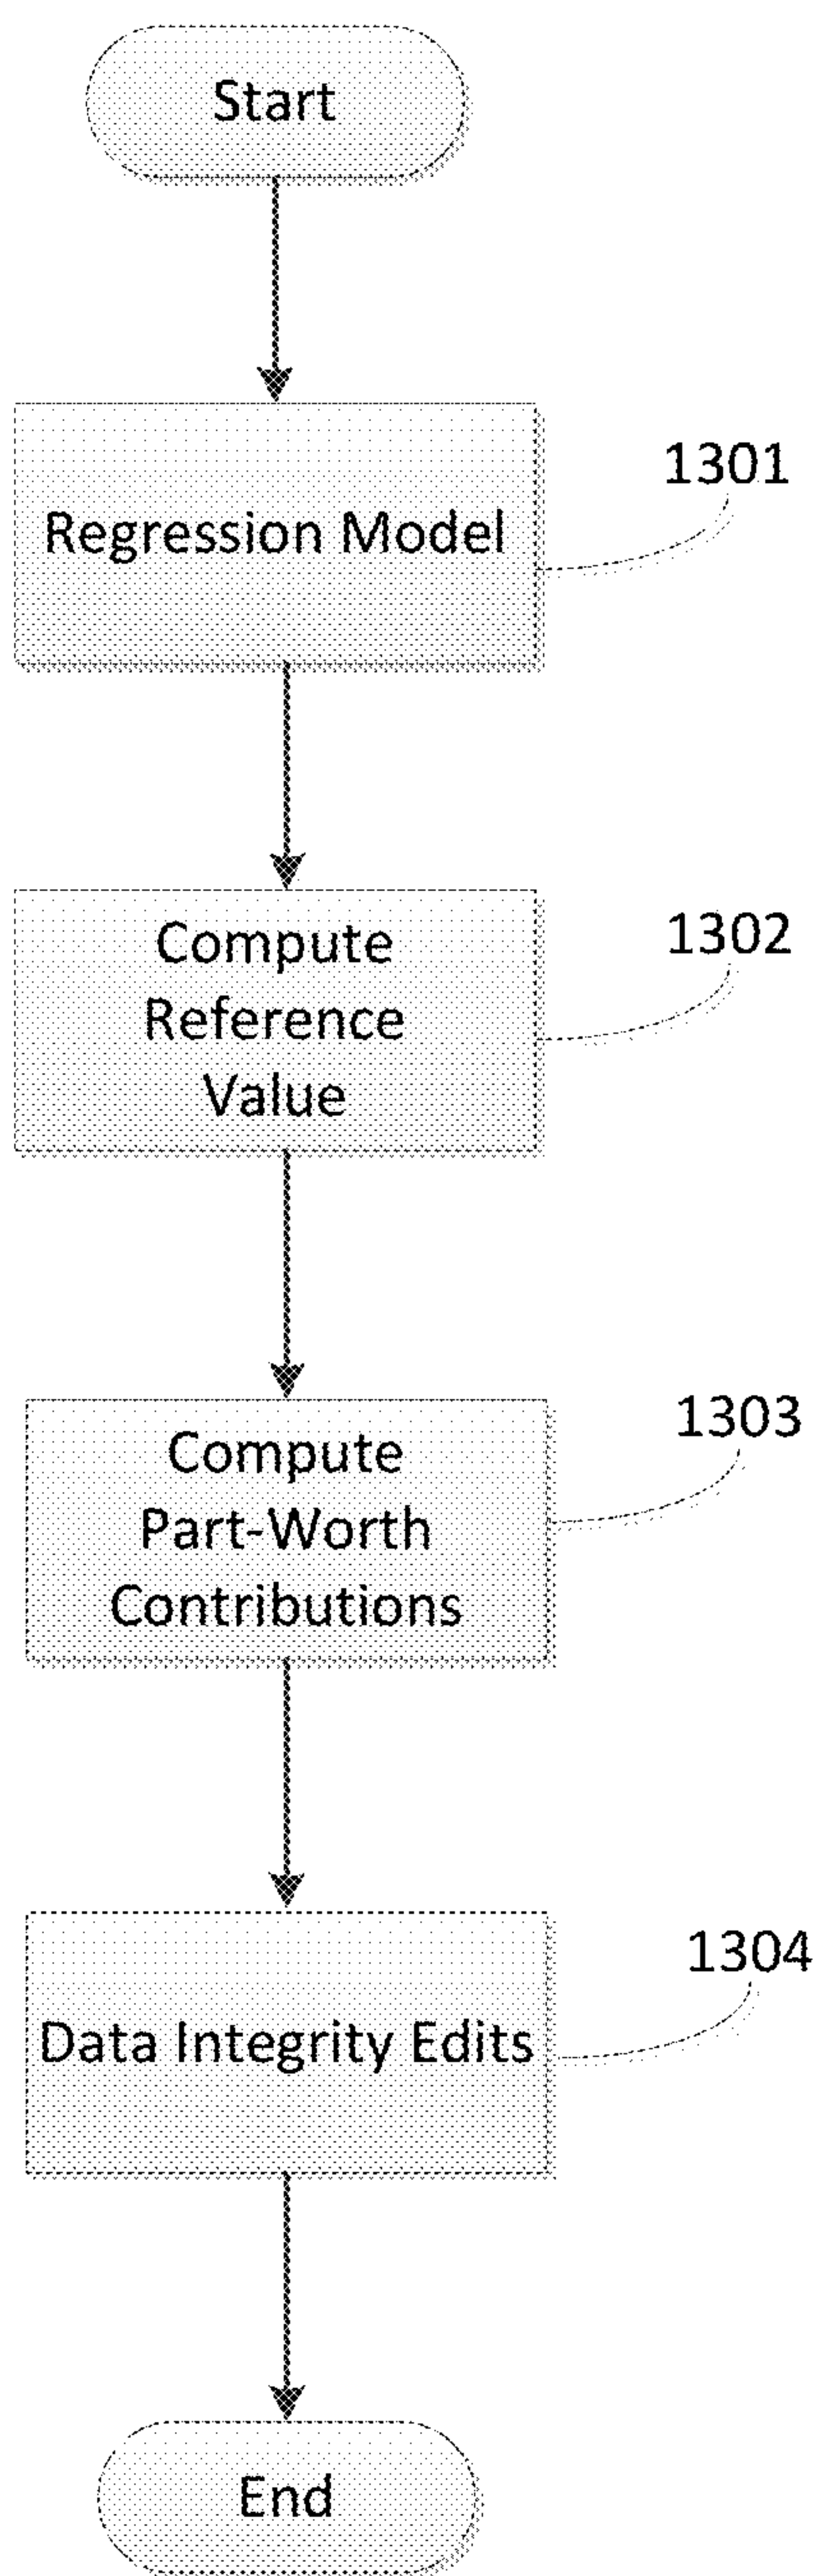 Start
1301
Regression Model
1302
Compute
Reference
Value
1303
Compute
Part-Worth
Contributions
1304
Data Integrity Edits
End